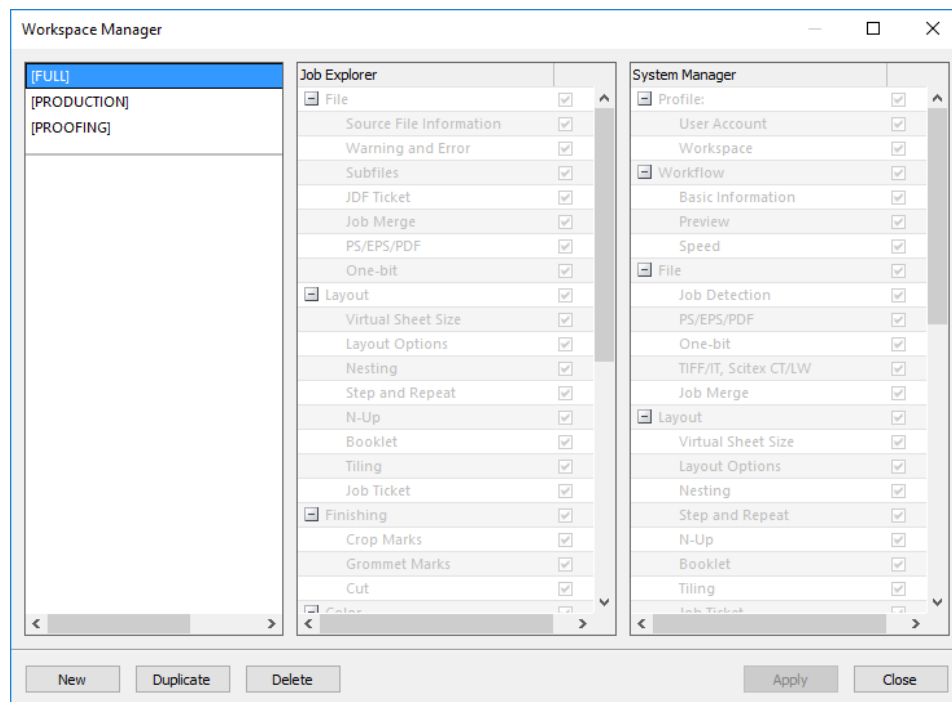 Workspace Manager
[FULL]
[PRODUCTION]
[PROOFING]
Job Explorer
File
Source File Information
Warning and Error
Subfiles
JDF Ticket
Job Merge
PS/EPS/PDF
One-bit
Layout
Virtual Sheet Size
Layout Options
Nesting
Step and Repeat
N-Up
Booklet
Tiling
Job Ticket
Finishing
Crop Marks
Grommet Marks
Cut
Color
System Manager
Profile:
User Account
Workspace
Workflow
Basic Information
Preview
Speed
File
Job Detection
PS/EPS/PDF
One-bit
TIFF/IT, Scitex CT/LW
Job Merge
Layout
Virtual Sheet Size
Layout Options
Nesting
Step and Repeat
N-Up
Booklet
Tiling
Job Ticket
New
Duplicate
Delete
Apply
Close